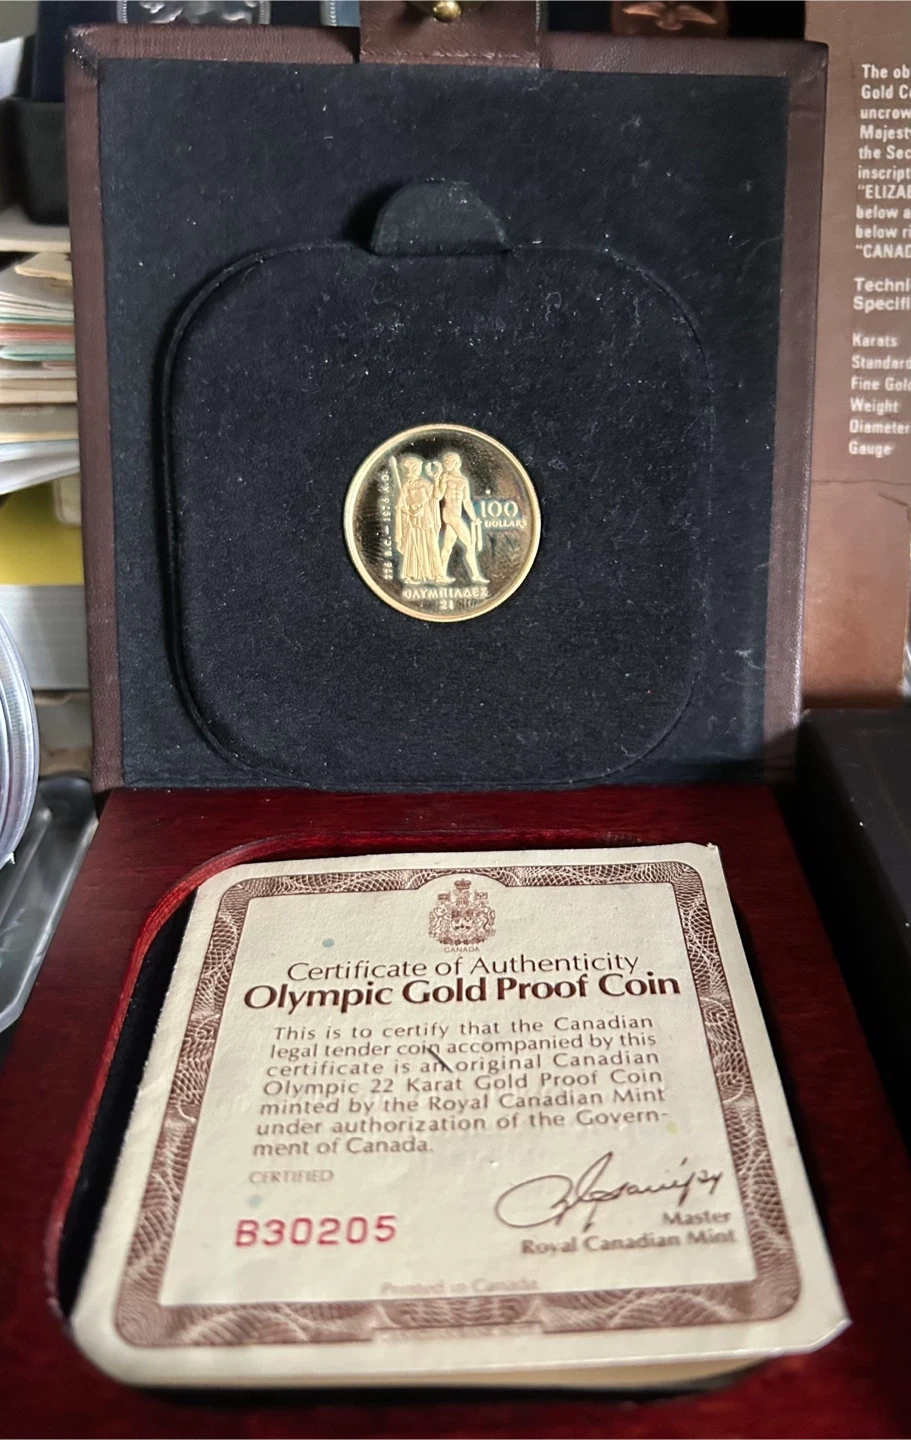 The ob
Gold C
uncrow
Majest
the Sec
inscript
"ELIZA
below a
below ri
"CANAD
Techni
Specifi
Karats
Standard
Fine Gold
Weight
Diameter
Gauge
776 B.C. – 1976 A.D.
100
DOLLARS
ΟΛΥΜΠΙΑΔΕΣ
21
CANADA
Certificate of Authenticity
Olympic Gold Proof Coin
This is to certify that the Canadian
legal tender coin accompanied by this
certificate is an original Canadian
Olympic 22 Karat Gold Proof Coin
minted by the Royal Canadian Mint
under authorization of the Govern-
ment of Canada.
CERTIFIED
B30205
Master
Royal Canadian Mint
Printed in Canada